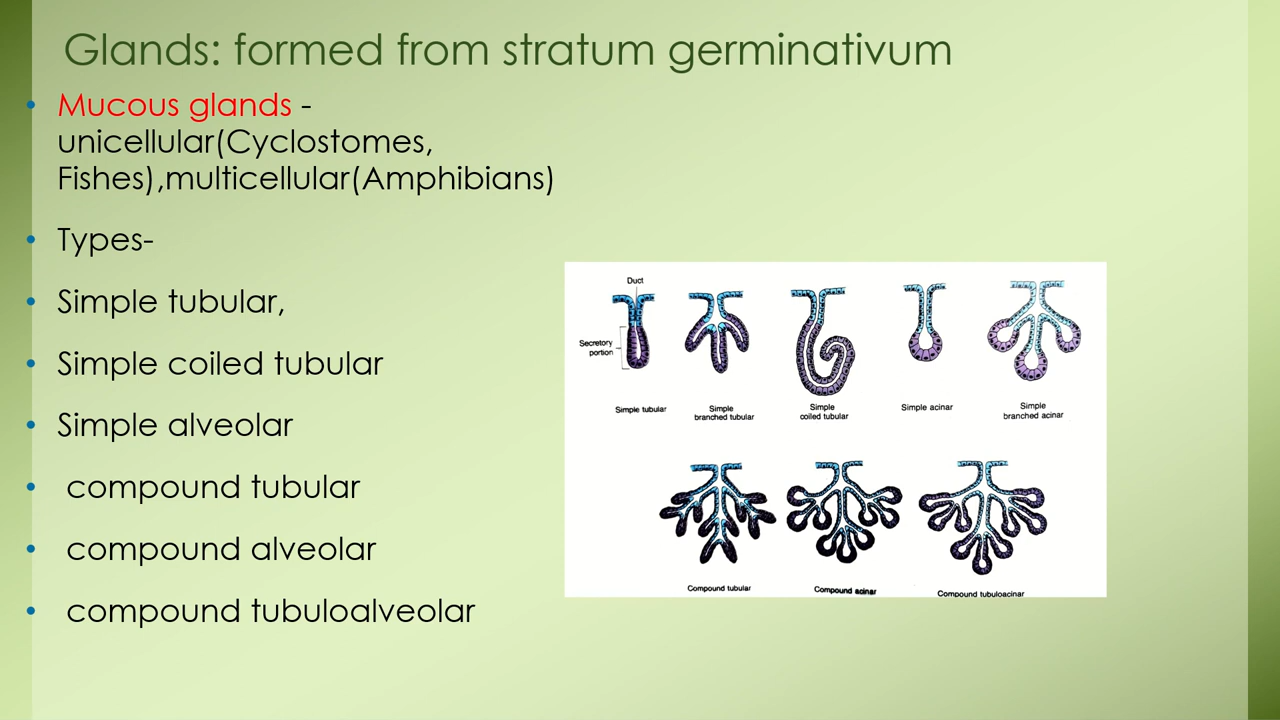 Glands: formed from stratum germinativum
• Mucous glands -
unicellular(Cyclostomes,
Fishes),multicellular(Amphibians)
• Types-
• Simple tubular,
• Simple coiled tubular
• Simple alveolar
• compound tubular
• compound alveolar
• compound tubuloalveolar
Duct
Secretory
portion
Simple tubular
Simple
branched tubular
Simple
coiled tubular
Simple acinar
Simple
branched acinar
Compound tubular
Compound acinar
Compound tubuloacinar